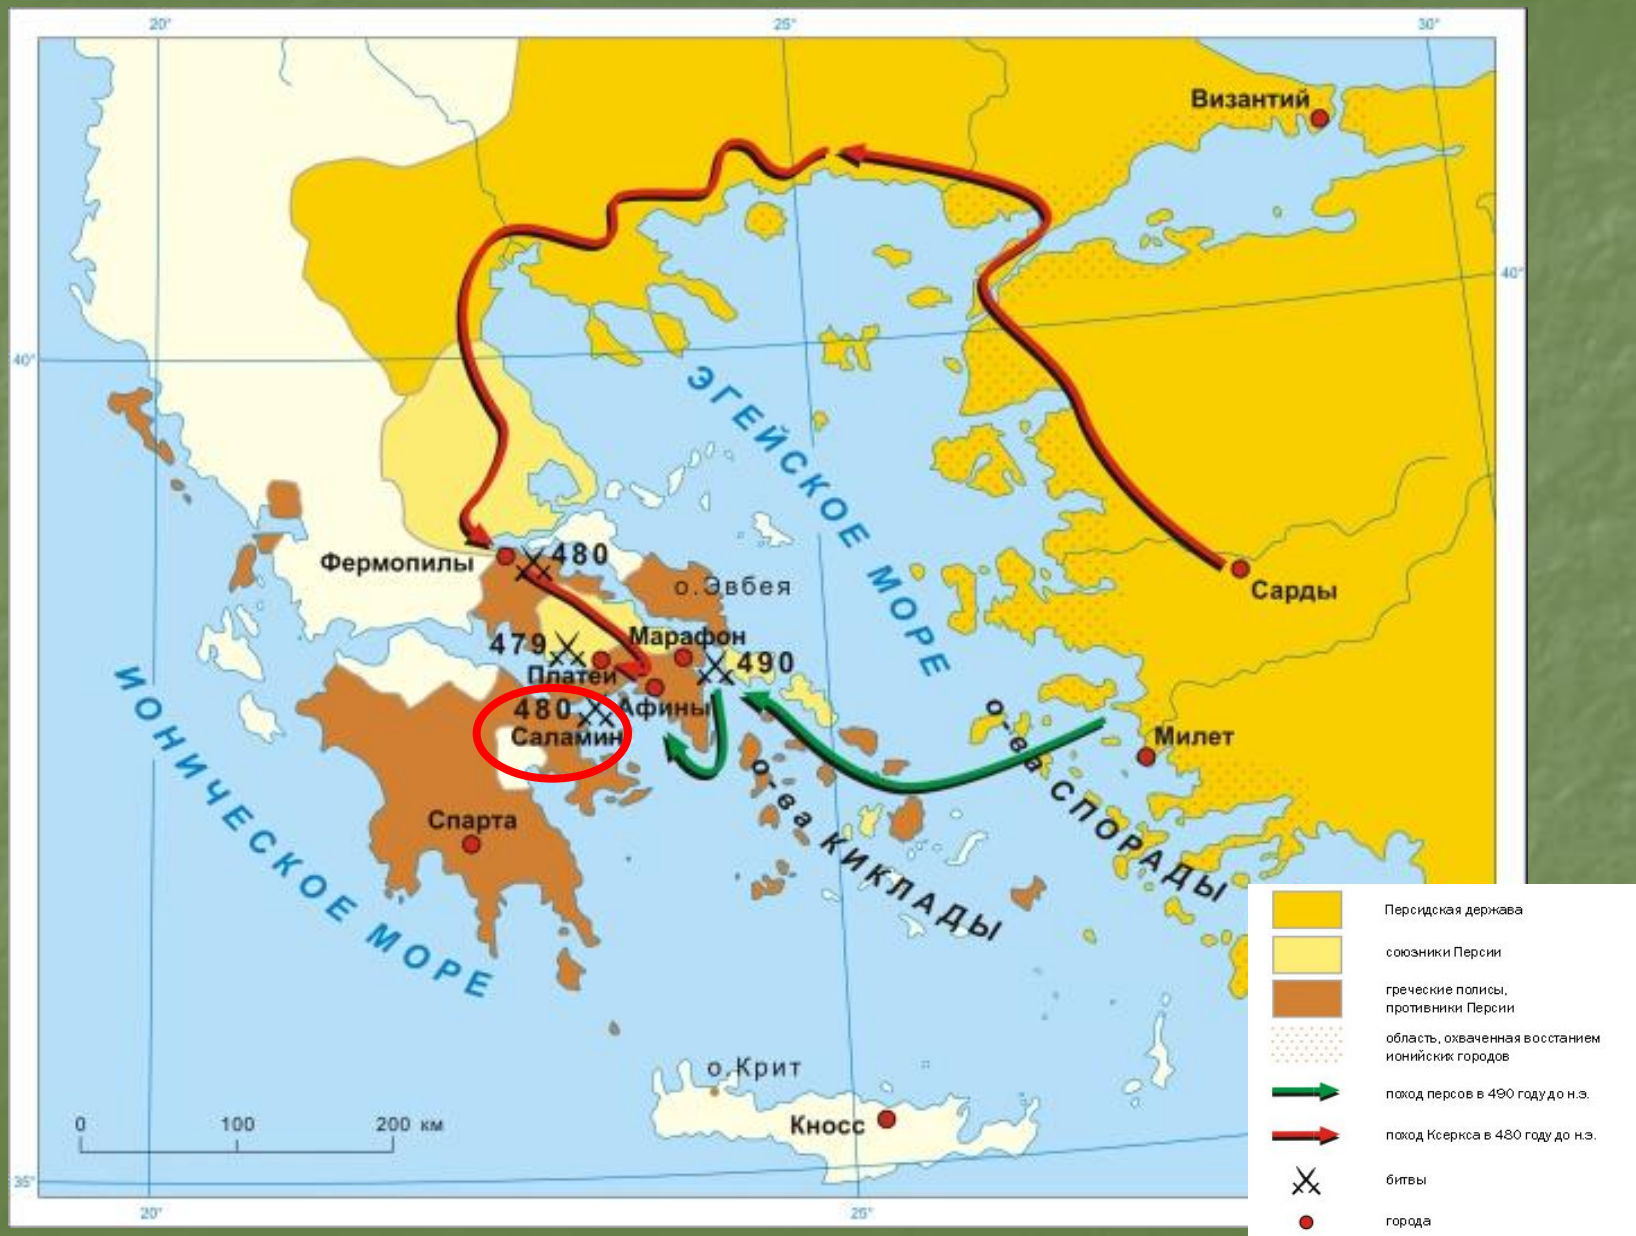 20° 25° 30°
Византий
40°
40°
ЭГЕЙСКОЕ МОРЕ
Фермопилы
480
о.Эвбея
Сарды
479
Марафон
490
Платеи
480
Афины
Саламин
Милет
о-ва СПОРАДЫ
о-ва КИКЛАДЫ
ИОНИЧЕСКОЕ МОРЕ
Спарта
о.Крит
Кносс
0 100 200 км
35°
20° 25°
Персидская держава
союзники Персии
греческие полисы,
противники Персии
область, охваченная восстанием
ионийских городов
поход персов в 490 году до н.э.
поход Ксеркса в 480 году до н.э.
битвы
города